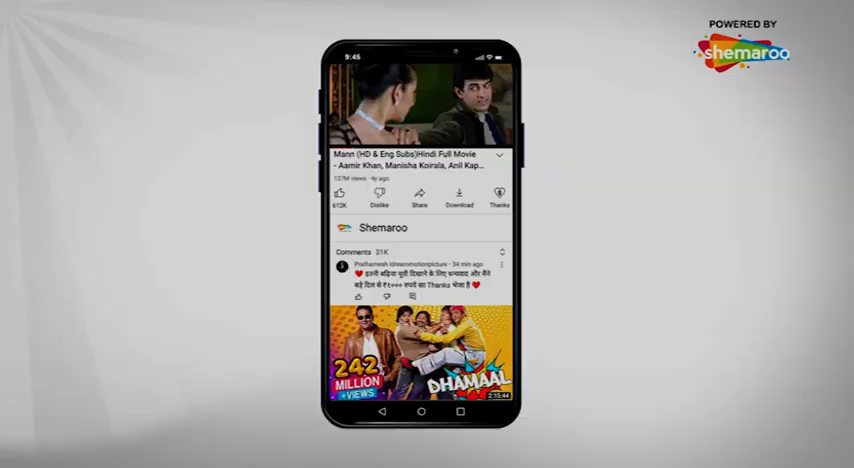 POWERED BY
shemaroo
9:45
Mann (HD & Eng Subs)Hindi Full Movie
- Aamir Khan, Manisha Koirala, Anil Kap...
127M views · 4y ago
612K
Dislike
Share
Download
Thanks
Shemaroo
Comments 31K
34 min ago
❤️ इतनी बढ़िया मूवी दिखाने के लिए धन्यवाद और मैंने
बड़े दिल से ₹१००० रुपये का Thanks भेजा है ❤️
242
MILLION
+VIEWS
DHAMAAL
2:15:44